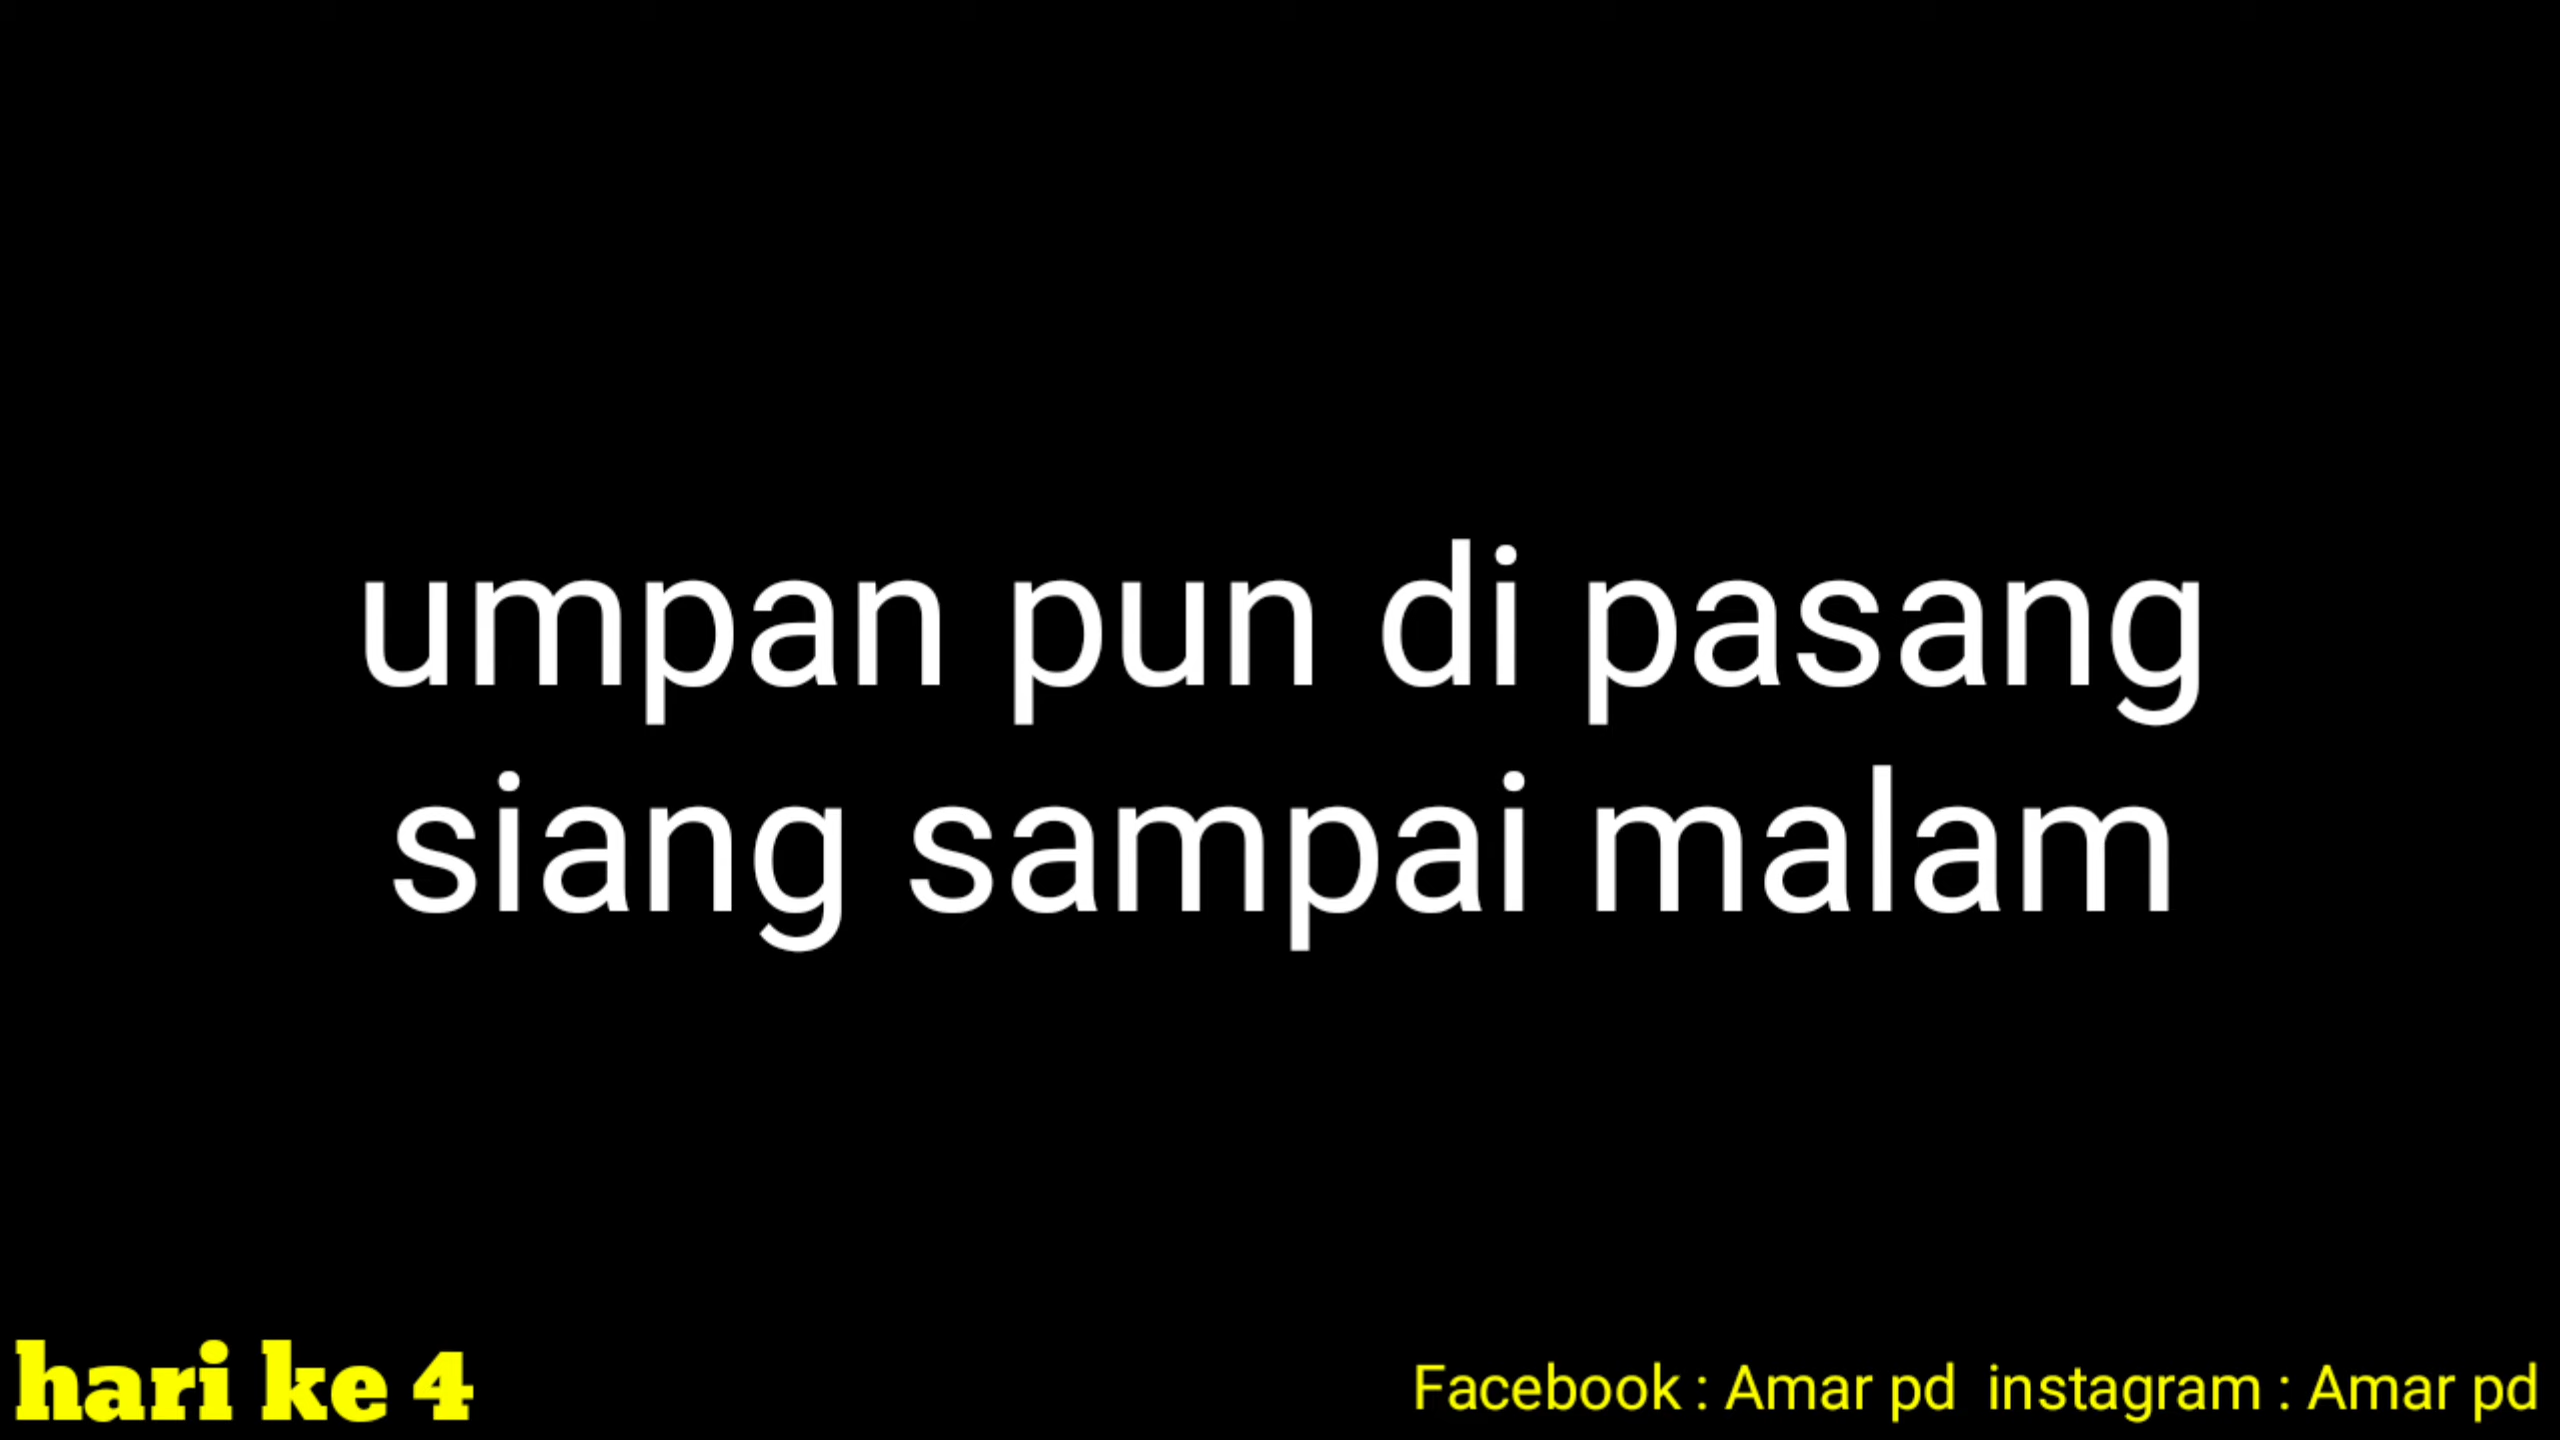 umpan pun di pasang
siang sampai malam
hari ke 4
Facebook : Amar pd  instagram : Amar pd